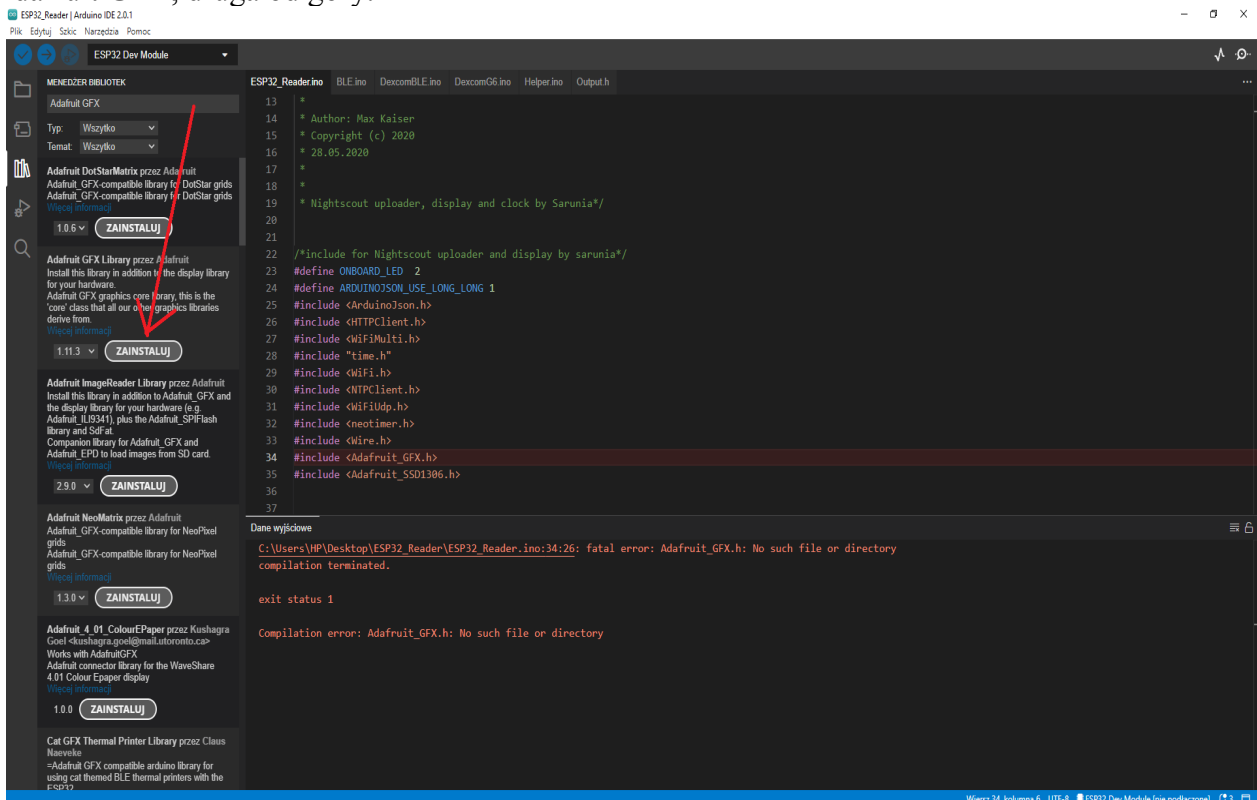 ESP32_Reader | Arduino IDE 2.0.1
Plik Edytuj Szkic Narzędzia Pomoc
ESP32 Dev Module
MENEDŻER BIBLIOTEK
Adafruit GFX
Typ: Wszytko
Temat: Wszytko
Adafruit DotStarMatrix przez Adafruit
Adafruit_GFX-compatible library for DotStar grids
Adafruit_GFX-compatible library for DotStar grids
Więcej informacji
1.0.6 ZAINSTALUJ
Adafruit GFX Library przez Adafruit
Install this library in addition to the display library
for your hardware.
Adafruit GFX graphics core library, this is the
'core' class that all our other graphics libraries
derive from.
Więcej informacji
1.11.3 ZAINSTALUJ
Adafruit ImageReader Library przez Adafruit
Install this library in addition to Adafruit_GFX and
the display library for your hardware (e.g.
Adafruit_ILI9341), plus the Adafruit_SPIFlash
library and SdFat.
Companion library for Adafruit_GFX and
Adafruit_EPD to load images from SD card.
Więcej informacji
2.9.0 ZAINSTALUJ
Adafruit NeoMatrix przez Adafruit
Adafruit_GFX-compatible library for NeoPixel
grids
Adafruit_GFX-compatible library for NeoPixel
grids
Więcej informacji
1.3.0 ZAINSTALUJ
Adafruit_4_01_ColourEPaper przez Kushagra
Goel <kushagra.goel@mail.utoronto.ca>
Works with AdafruitGFX
Adafruit connector library for the WaveShare
4.01 Colour Epaper display
Więcej informacji
1.0.0 ZAINSTALUJ
Cat GFX Thermal Printer Library przez Claus
Naeveke
=Adafruit GFX compatible arduino library for
using cat themed BLE thermal printers with the
ESP32
ESP32_Reader.ino BLE.ino DexcomBLE.ino DexcomG6.ino Helper.ino Output.h
13 *
14 * Author: Max Kaiser
15 * Copyright (c) 2020
16 * 28.05.2020
17 *
18 *
19 * Nightscout uploader, display and clock by Sarunia*/
20
21
22 /*include for Nightscout uploader and display by sarunia*/
23 #define ONBOARD_LED 2
24 #define ARDUINOJSON_USE_LONG_LONG 1
25 #include <ArduinoJson.h>
26 #include <HTTPClient.h>
27 #include <WiFiMulti.h>
28 #include "time.h"
29 #include <WiFi.h>
30 #include <NTPClient.h>
31 #include <WiFiUdp.h>
32 #include <neotimer.h>
33 #include <Wire.h>
34 #include <Adafruit_GFX.h>
35 #include <Adafruit_SSD1306.h>
36
37
Dane wyjściowe
C:\Users\HP\Desktop\ESP32_Reader\ESP32_Reader.ino:34:26: fatal error: Adafruit_GFX.h: No such file or directory
compilation terminated.
exit status 1
Compilation error: Adafruit_GFX.h: No such file or directory
Wiersz 34, kolumna 6 UTF-8 ESP32 Dev Module [nie podłączone] 3